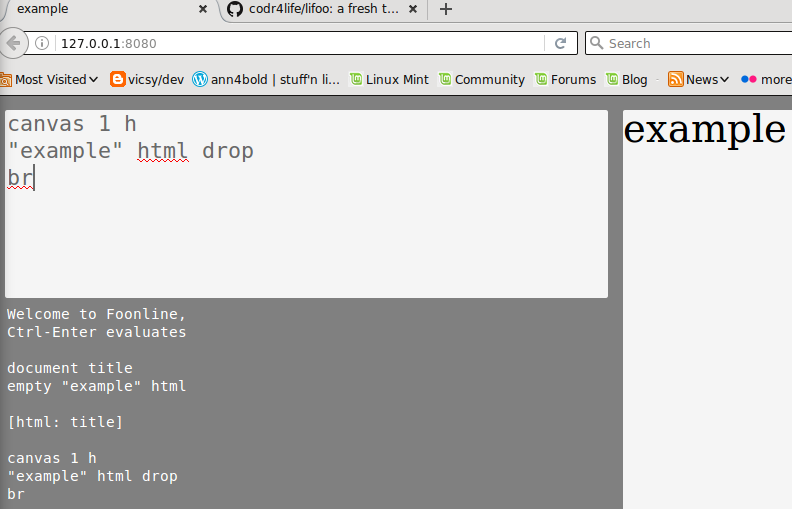 example
codr4life/lifoo: a fresh t...
127.0.0.1:8080
Search
Most Visited
vicsy/dev
ann4bold | stuff'n li...
Linux Mint
Community
Forums
Blog
News
more
canvas 1 h
"example" html drop
br
example
Welcome to Foonline,
Ctrl-Enter evaluates
document title
empty "example" html
[html: title]
canvas 1 h
"example" html drop
br